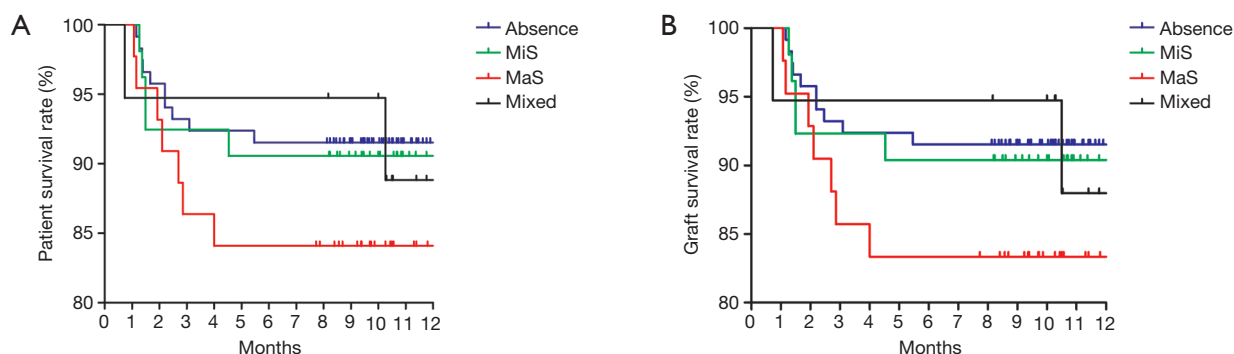 A
Patient survival rate (%)
100
95
90
85
80
0 1 2 3 4 5 6 7 8 9 10 11 12
Months
Absence
MiS
MaS
Mixed
B
Graft survival rate (%)
100
95
90
85
80
0 1 2 3 4 5 6 7 8 9 10 11 12
Months
Absence
MiS
MaS
Mixed